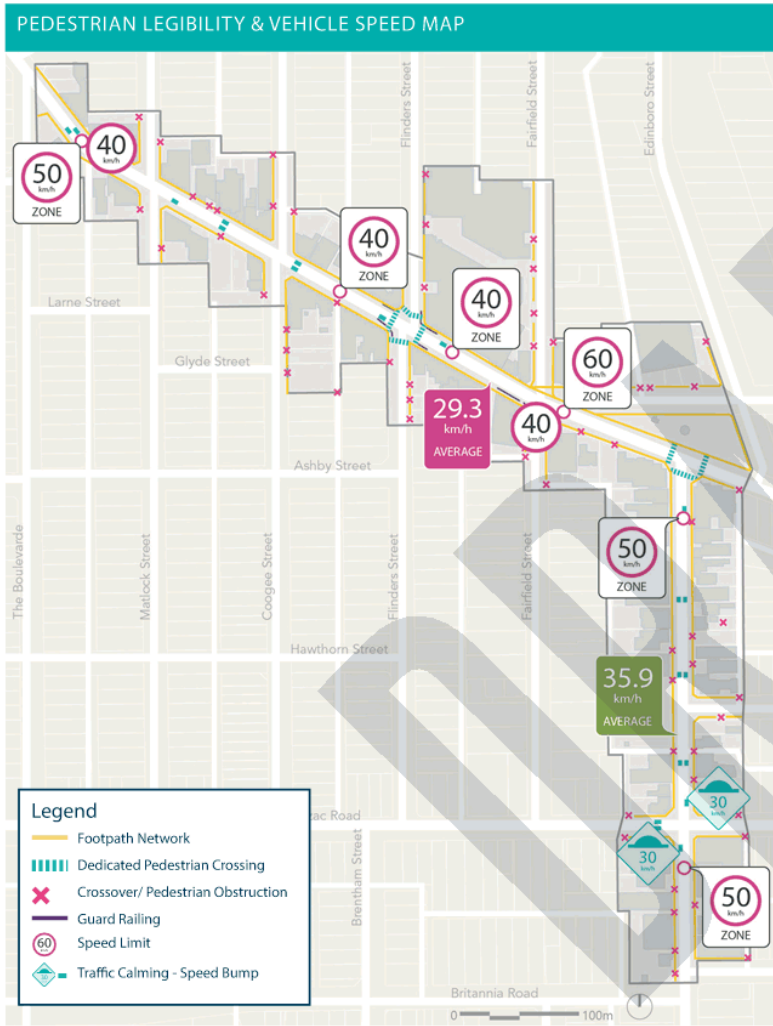 PEDESTRIAN LEGIBILITY & VEHICLE SPEED MAP
Flinders Street
Fairfield Street
Edinboro Street
40
km/h
50
km/h
ZONE
40
km/h
ZONE
40
km/h
ZONE
60
km/h
ZONE
Larne Street
Glyde Street
29.3
km/h
AVERAGE
40
km/h
Ashby Street
50
km/h
ZONE
The Boulevarde
Matlock Street
Coogee Street
Flinders Street
Fairfield Street
Hawthorn Street
35.9
km/h
AVERAGE
30
km/h
30
km/h
50
km/h
ZONE
Road
Brentham Street
Legend
Footpath Network
Dedicated Pedestrian Crossing
Crossover/ Pedestrian Obstruction
Guard Railing
60
Speed Limit
Traffic Calming - Speed Bump
Britannia Road
0
100m